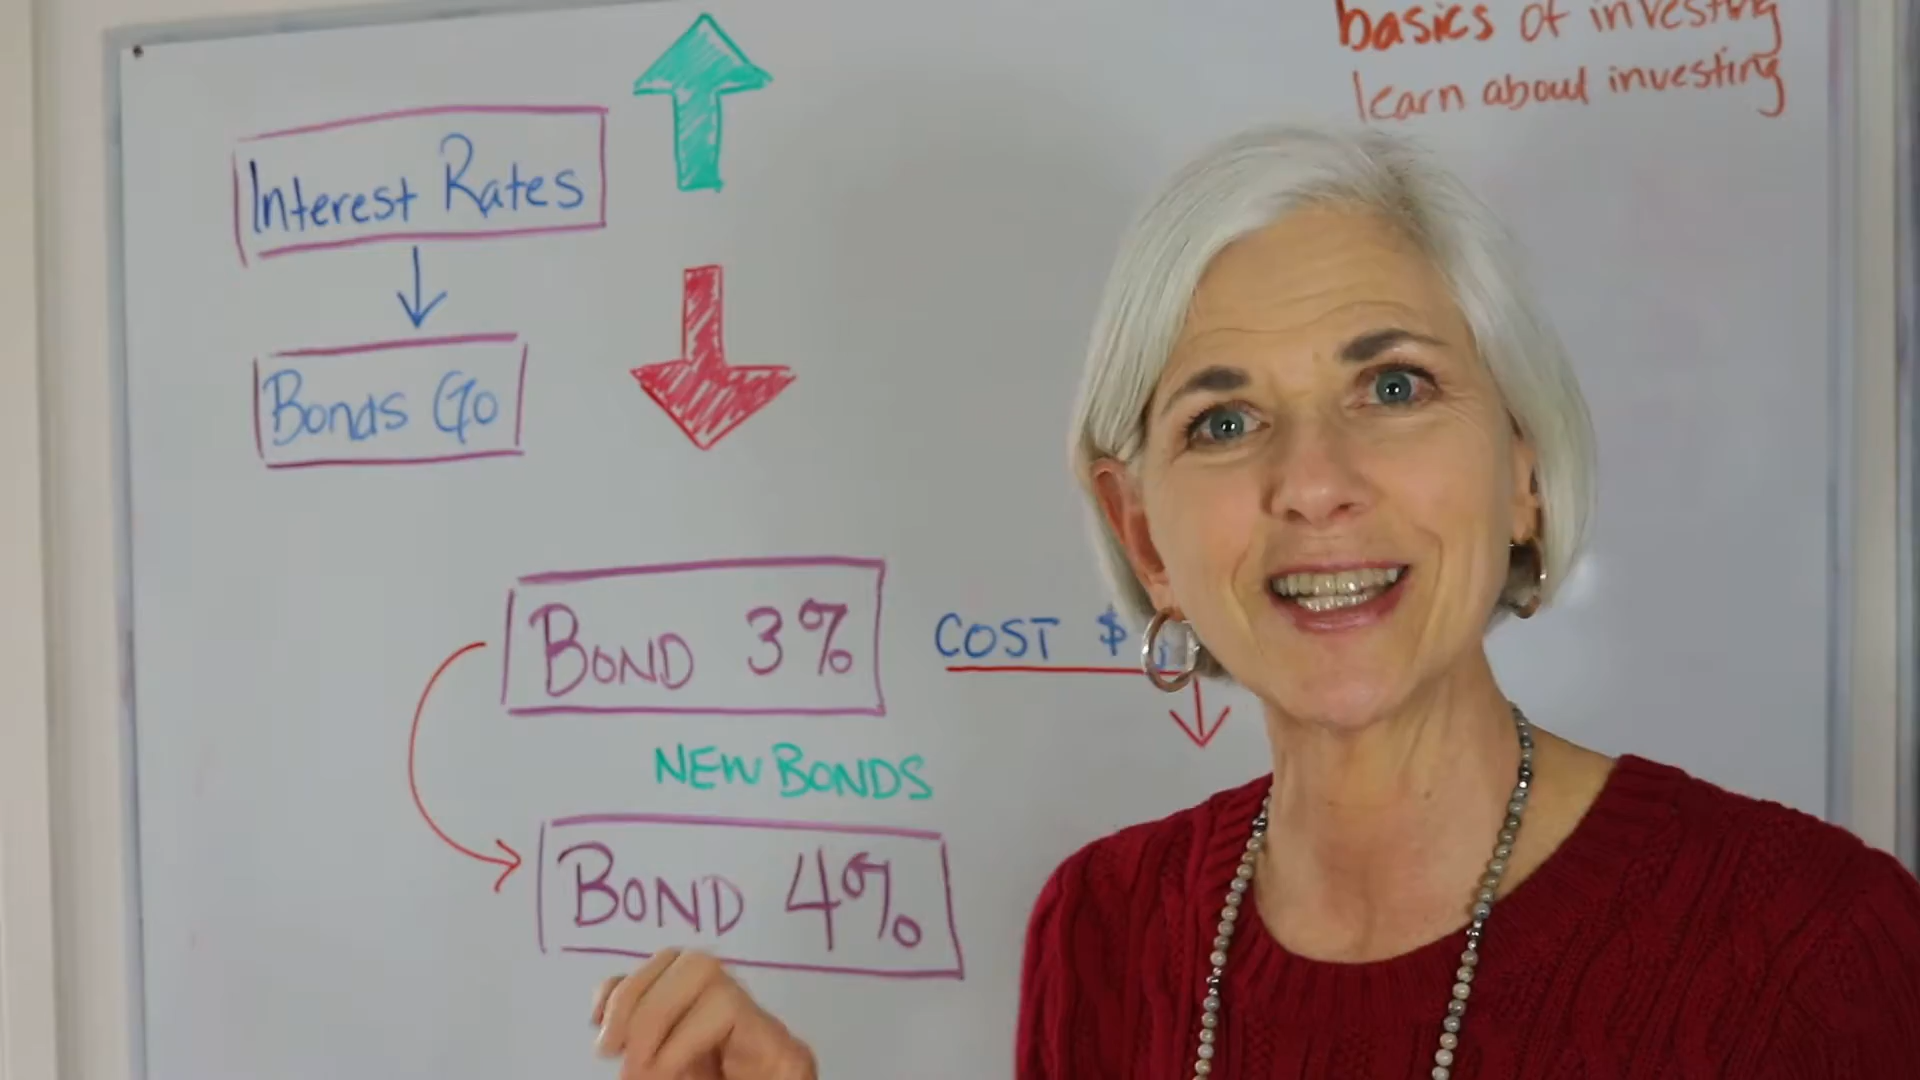 basics of investing
learn about investing
Interest Rates
Bonds Go
BOND 3%
COST $
NEW BONDS
BOND 4%